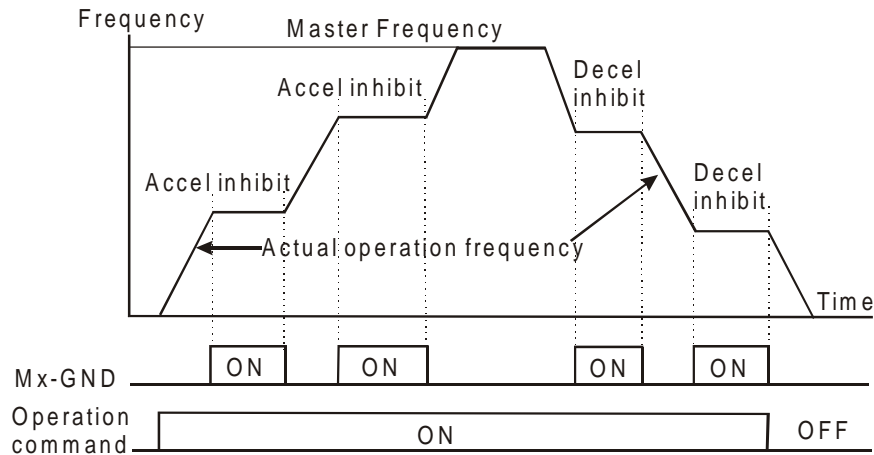 Frequency
Master Frequency
Accel inhibit
Decel
inhibit
Accel inhibit
Decel
inhibit
Actual operation frequency
Time
Mx-GND
ON
ON
ON
ON
Operation
command
ON
OFF